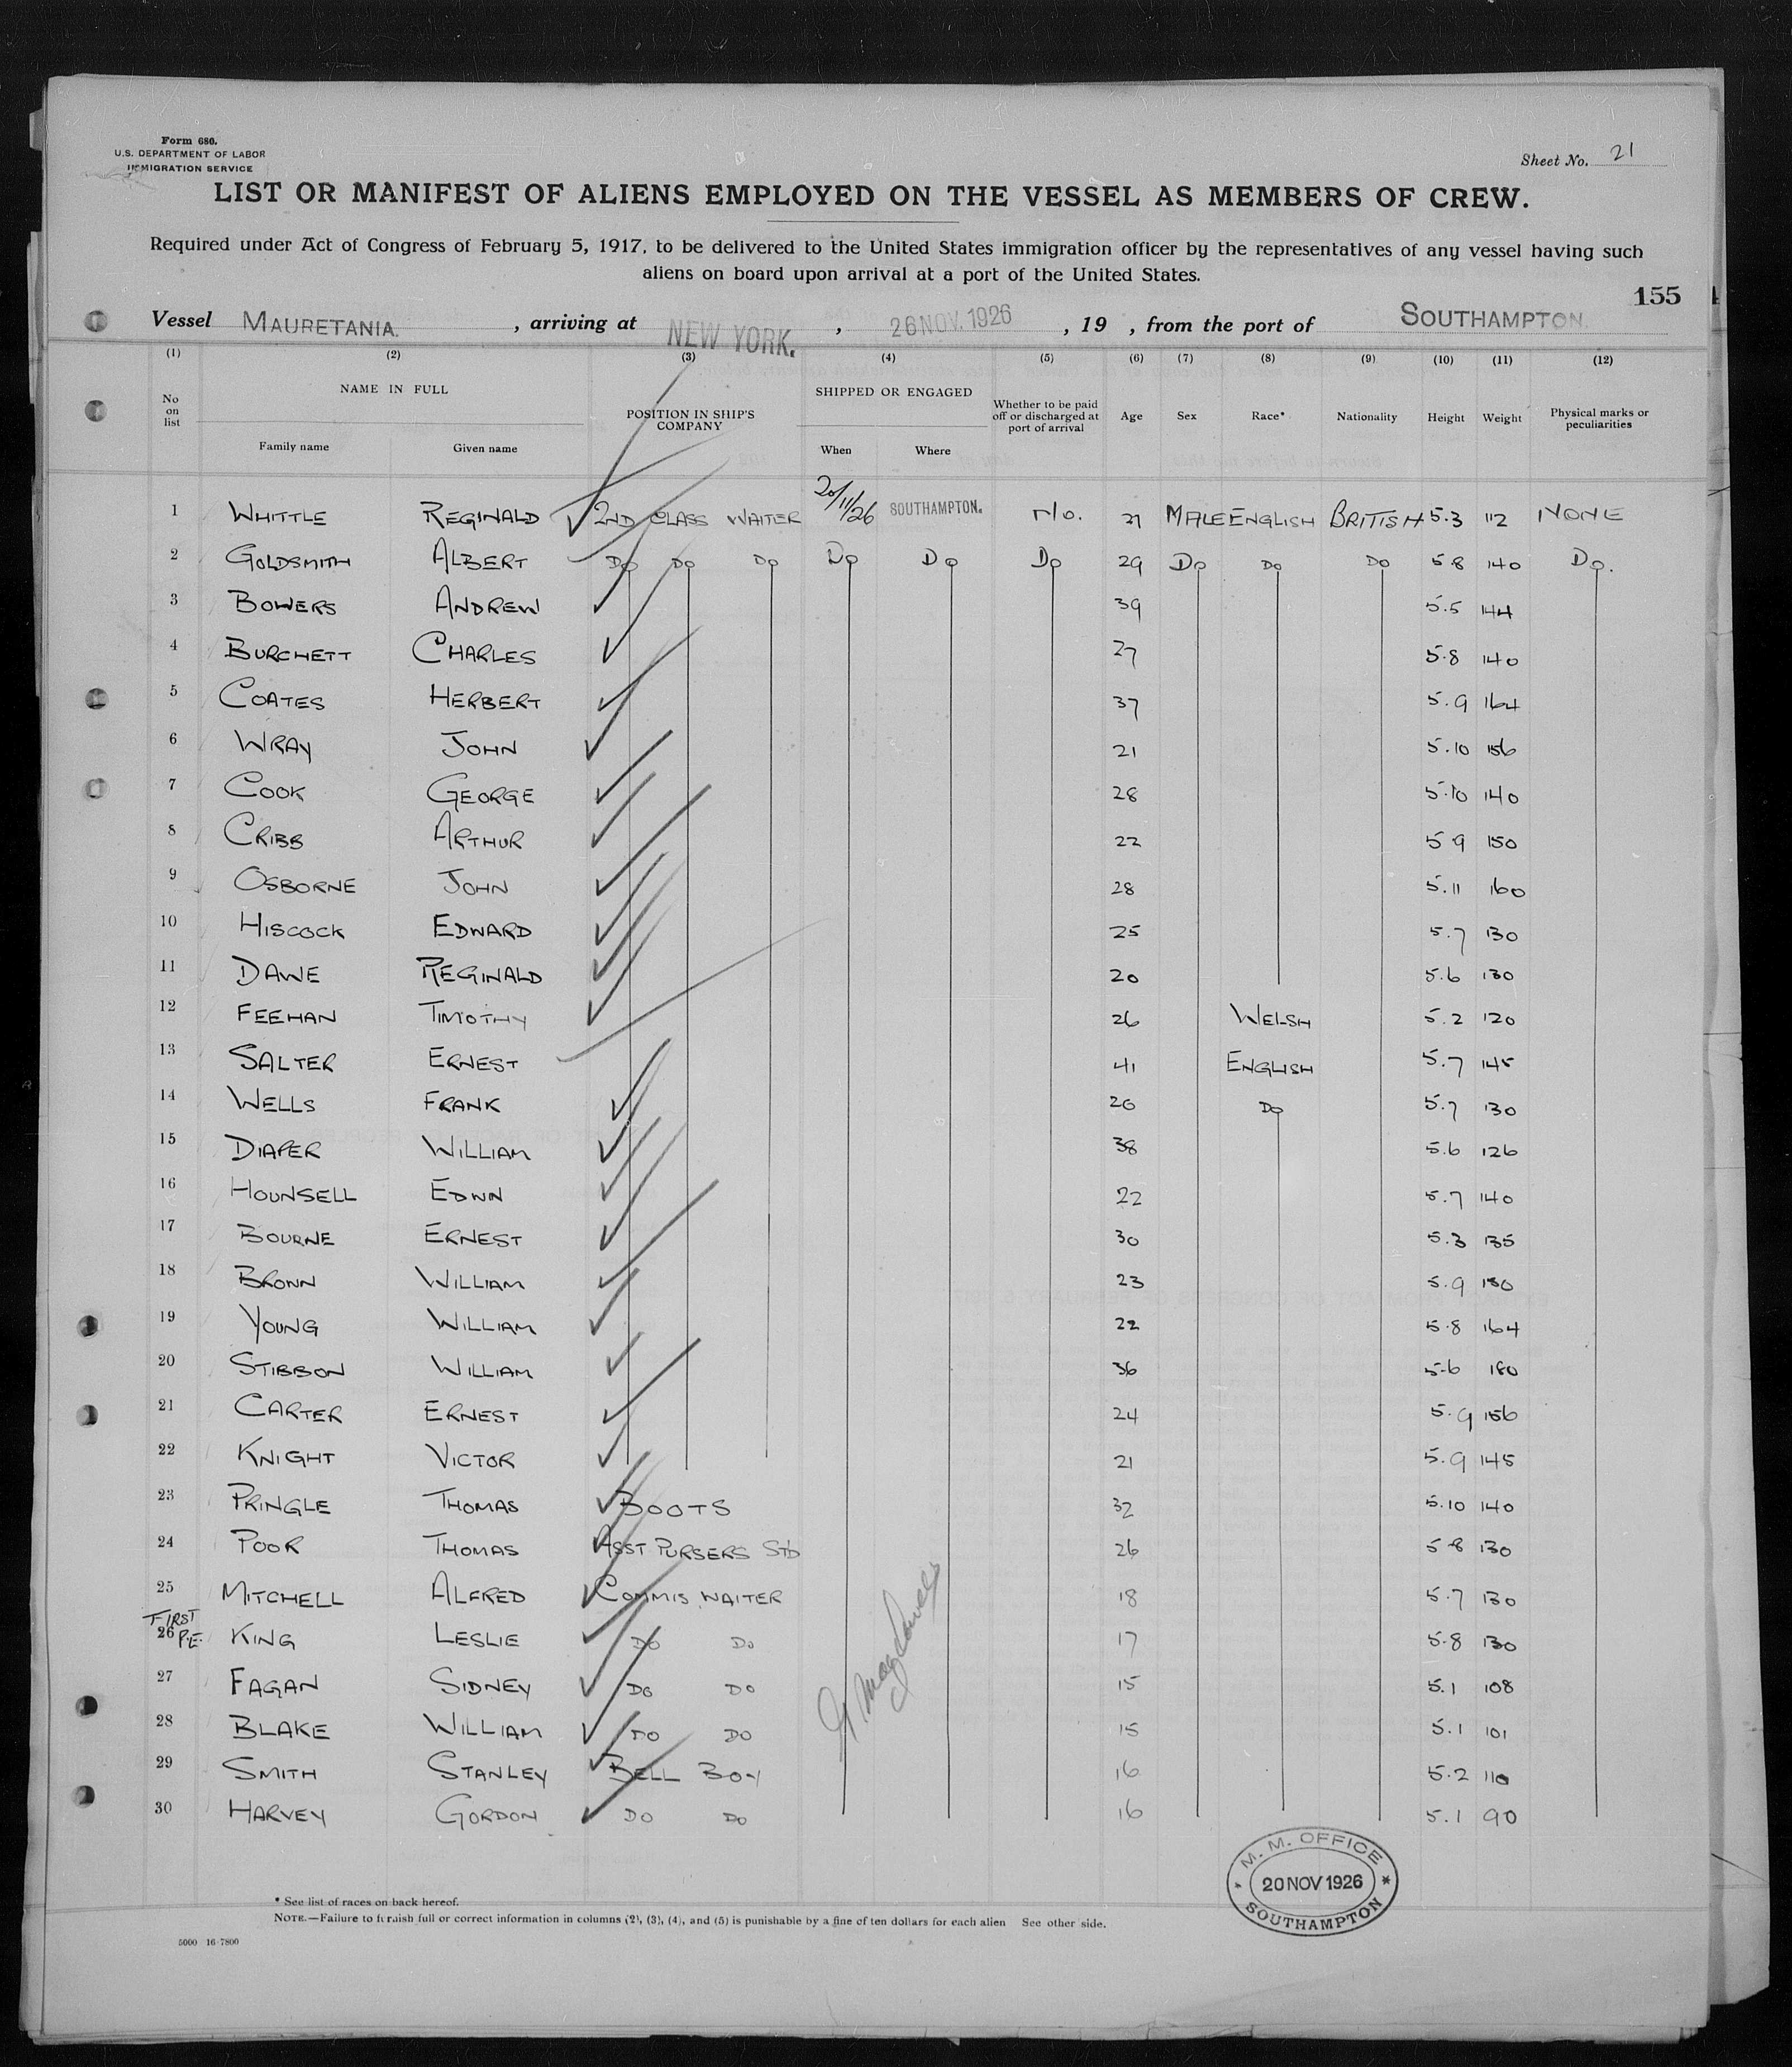 Form 680.
U.S. DEPARTMENT OF LABOR
IMMIGRATION SERVICE
Sheet No. 21
LIST OR MANIFEST OF ALIENS EMPLOYED ON THE VESSEL AS MEMBERS OF CREW.
Required under Act of Congress of February 5, 1917, to be delivered to the United States immigration officer by the representatives of any vessel having such
aliens on board upon arrival at a port of the United States.
155
Vessel MAURETANIA. , arriving at NEW YORK. , 26 NOV. 1926 , 19 , from the port of SOUTHAMPTON.
(1) (2) (3) (4) (5) (6) (7) (8) (9) (10) (11) (12)
No on list NAME IN FULL Family name Given name POSITION IN SHIP'S COMPANY SHIPPED OR ENGAGED When Where Whether to be paid off or discharged at port of arrival Age Sex Race* Nationality Height Weight Physical marks or peculiarities
1 WHITTLE REGINALD 2ND CLASS WAITER 20/11/26 SOUTHAMPTON. No. 21 MALE ENGLISH BRITISH 5.3 112 NONE
2 GOLDSMITH ALBERT DO DO DO DO DO DO 29 DO DO DO 5.8 140 DO.
3 BOWERS ANDREW 39 5.5 144
4 BURCHETT CHARLES 27 5.8 140
5 COATES HERBERT 37 5.9 164
6 WRAY JOHN 21 5.10 156
7 COOK GEORGE 28 5.10 140
8 CRIBB ARTHUR 22 5 9 150
9 OSBORNE JOHN 28 5.11 160
10 HISCOCK EDWARD 25 5.7 130
11 DAWE REGINALD 20 5.6 130
12 FEEHAN TIMOTHY 26 WELSH 5.2 120
13 SALTER ERNEST 41 ENGLISH 5.7 145
14 WELLS FRANK 26 DO 5.7 130
15 DIAPER WILLIAM 38 5.6 126
16 HOUNSELL EDWIN 22 5.7 140
17 BOURNE ERNEST 30 5.3 135
18 BROWN WILLIAM 23 5.9 150
19 YOUNG WILLIAM 22 5.8 164
20 STIBBON WILLIAM 36 5.6 180
21 CARTER ERNEST 24 5.9 156
22 KNIGHT VICTOR 21 5.9 145
23 PRINGLE THOMAS BOOTS 32 5.10 140
24 POOR THOMAS ASST PURSERS STD 26 5 8 130
25 MITCHELL ALFRED COMMIS WAITER 18 5.7 130
FIRST P.E.
26 KING LESLIE DO DO 17 5.8 130
27 FAGAN SIDNEY DO DO 15 5.1 108
28 BLAKE WILLIAM DO DO 15 5.1 101
29 SMITH STANLEY BELL BOY 16 5.2 110
30 HARVEY GORDON DO DO 16 5.1 90
M. M. OFFICE
20 NOV 1926
SOUTHAMPTON
* See list of races on back hereof.
NOTE.—Failure to furnish full or correct information in columns (2), (3), (4), and (5) is punishable by a fine of ten dollars for each alien See other side.
5000 16-7800